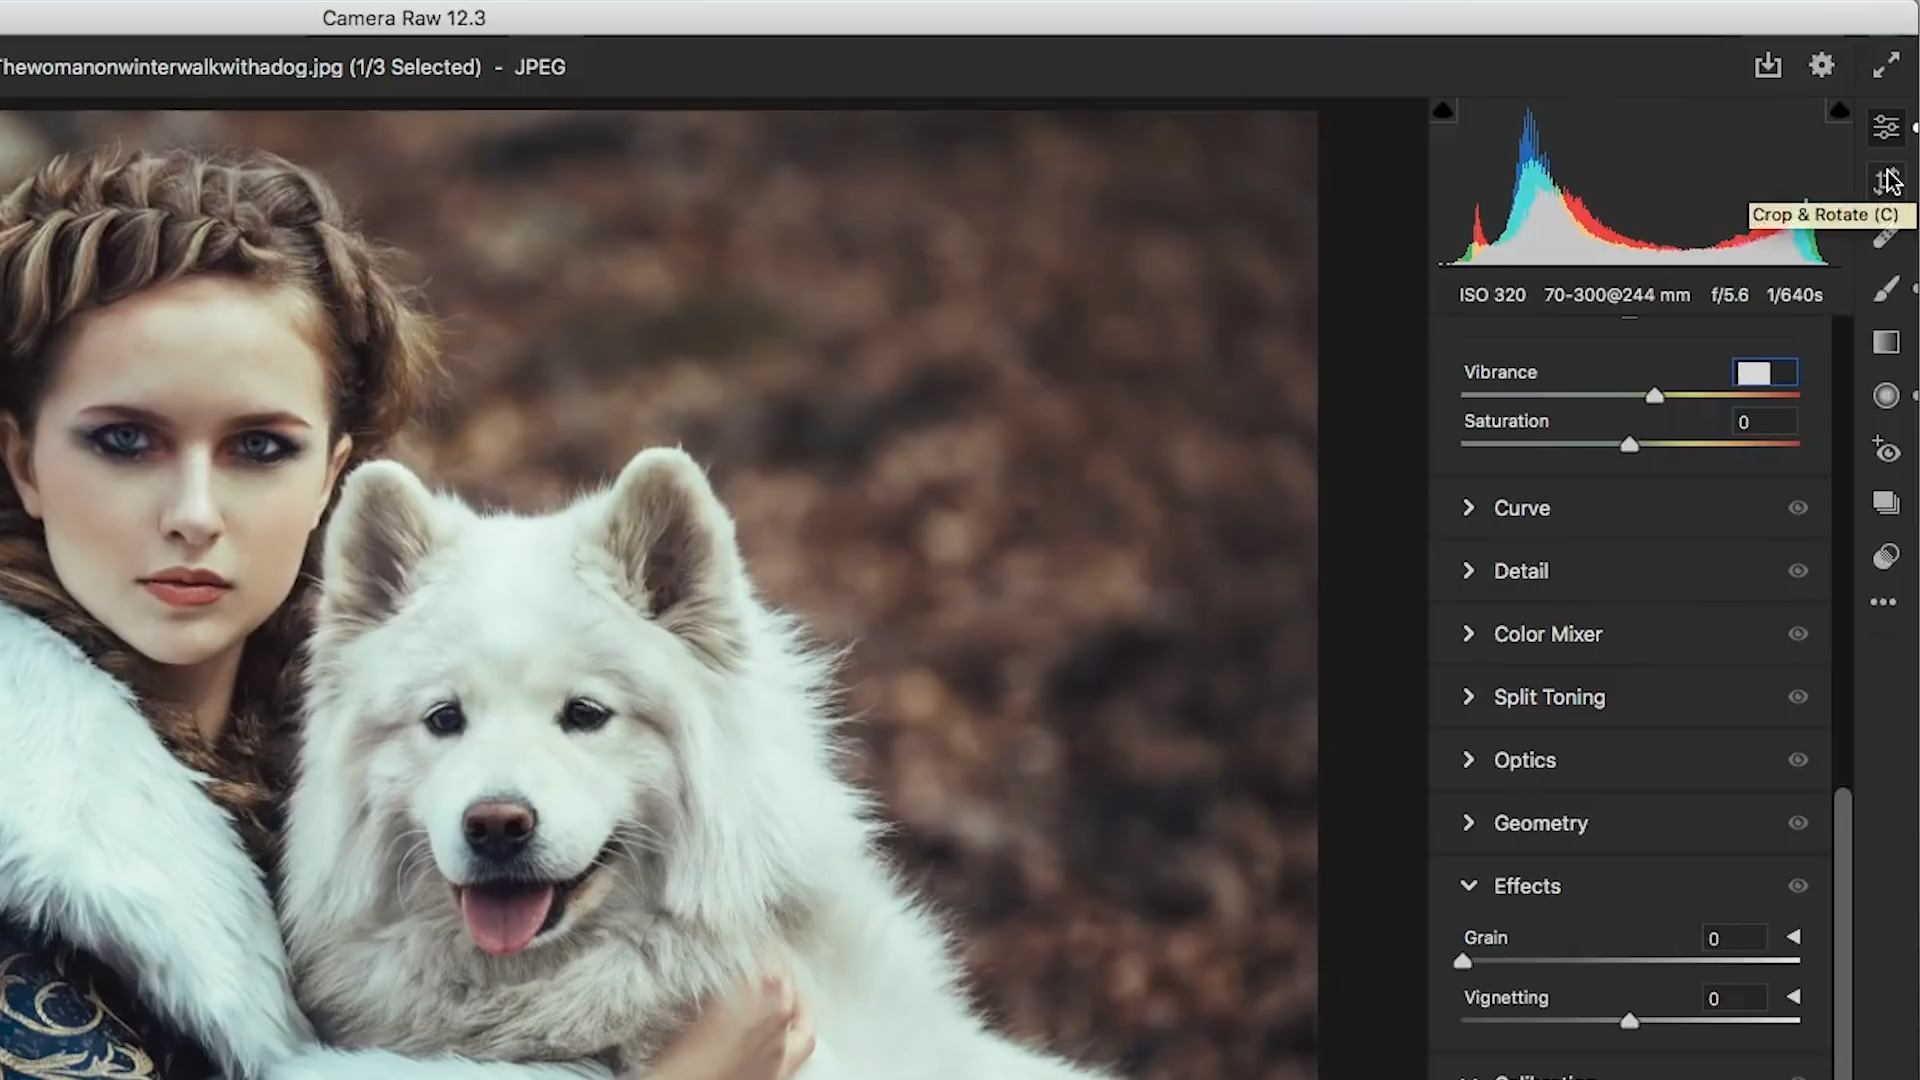 Camera Raw 12.3
Thewomanonwinterwalkwithadog.jpg (1/3 Selected) - JPEG
Crop & Rotate (C)
ISO 320 70-300@244 mm f/5.6 1/640s
Vibrance
Saturation 0
Curve
Detail
Color Mixer
Split Toning
Optics
Geometry
Effects
Grain 0
Vignetting 0